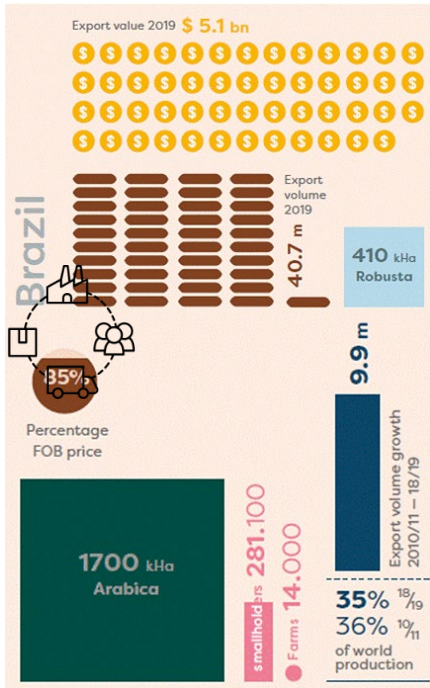 Export value 2019 $ 5.1 bn
Export
volume
2019
40.7 m
Brazil
410 kHa
Robusta
85%
Percentage
FOB price
9.9 m
Export volume growth
2010/11 – 18/19
1700 kHa
Arabica
smallholders 281.100
Farms 14.000
35% 18/19
36% 10/11
of world
production